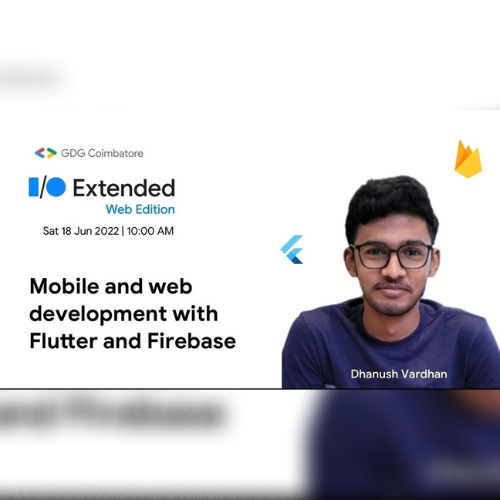 GDG Coimbatore
I/O Extended
Web Edition
Sat 18 Jun 2022 | 10:00 AM
Mobile and web
development with
Flutter and Firebase
Dhanush Vardhan